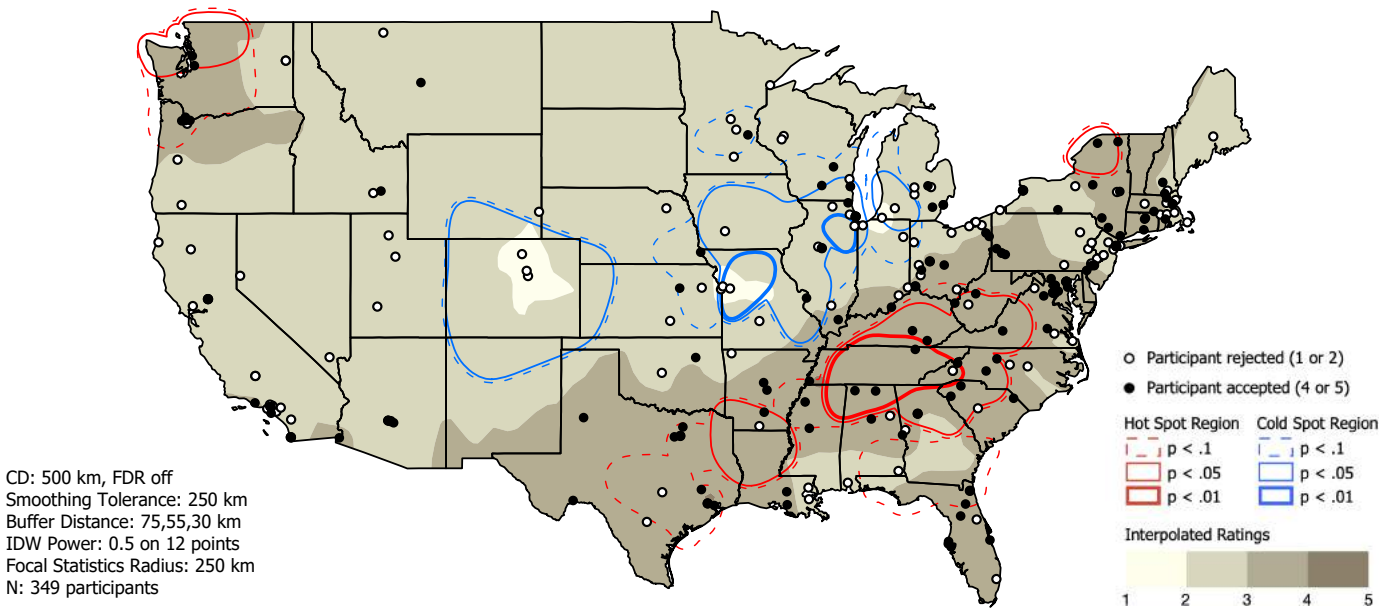 Participant rejected (1 or 2)
Participant accepted (4 or 5)
Hot Spot Region Cold Spot Region
p < .1 p < .1
p < .05 p < .05
p < .01 p < .01
CD: 500 km, FDR off
Smoothing Tolerance: 250 km
Buffer Distance: 75,55,30 km
IDW Power: 0.5 on 12 points
Focal Statistics Radius: 250 km
N: 349 participants
Interpolated Ratings
1 2 3 4 5